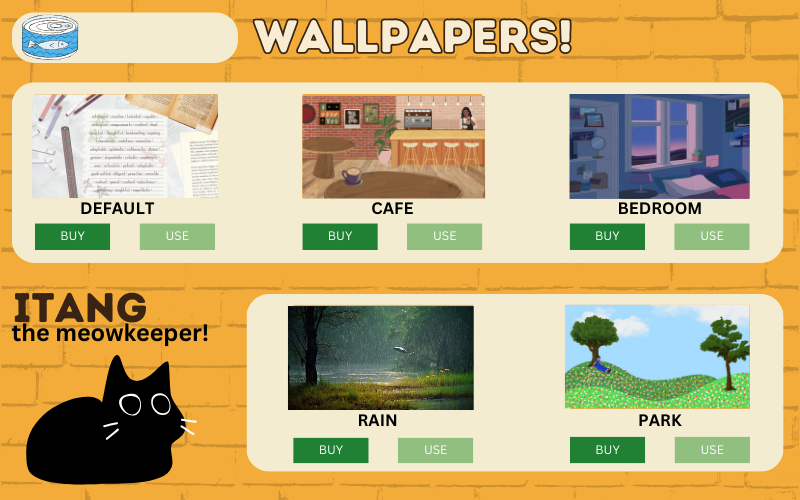 WALLPAPERS!
DEFAULT
CAFE
BEDROOM
BUY USE BUY USE BUY USE
ITANG
the meowkeeper!
RAIN
PARK
BUY USE BUY USE